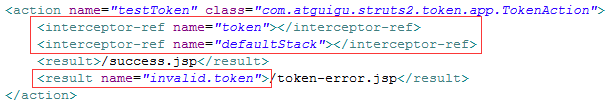 <action name="testToken" class="com.atguigu.struts2.token.app.TokenAction">
<interceptor-ref name="token"></interceptor-ref>
<interceptor-ref name="defaultStack"></interceptor-ref>
<result>/success.jsp</result>
<result name="invalid.token">/token-error.jsp</result>
</action>